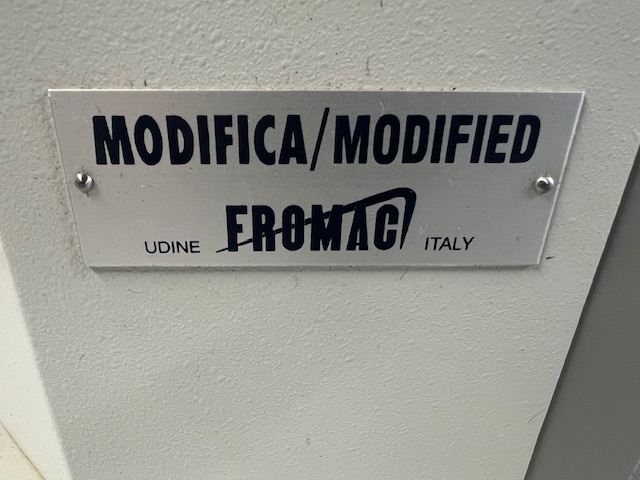 MODIFICA/MODIFIED
UDINE FROMAC ITALY